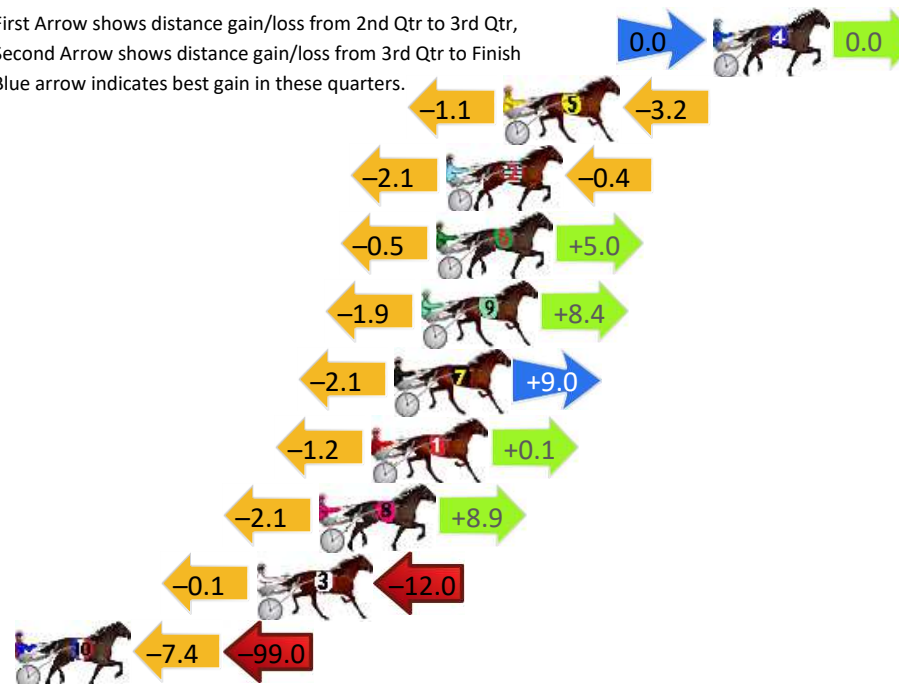 First Arrow shows distance gain/loss from 2nd Qtr to 3rd Qtr,
Second Arrow shows distance gain/loss from 3rd Qtr to Finish
Blue arrow indicates best gain in these quarters.
0.0 4 0.0
−1.1 5 −3.2
−2.1 2 −0.4
−0.5 6 +5.0
−1.9 9 +8.4
−2.1 7 +9.0
−1.2 1 +0.1
−2.1 8 +8.9
−0.1 3 −12.0
10 −7.4 −99.0